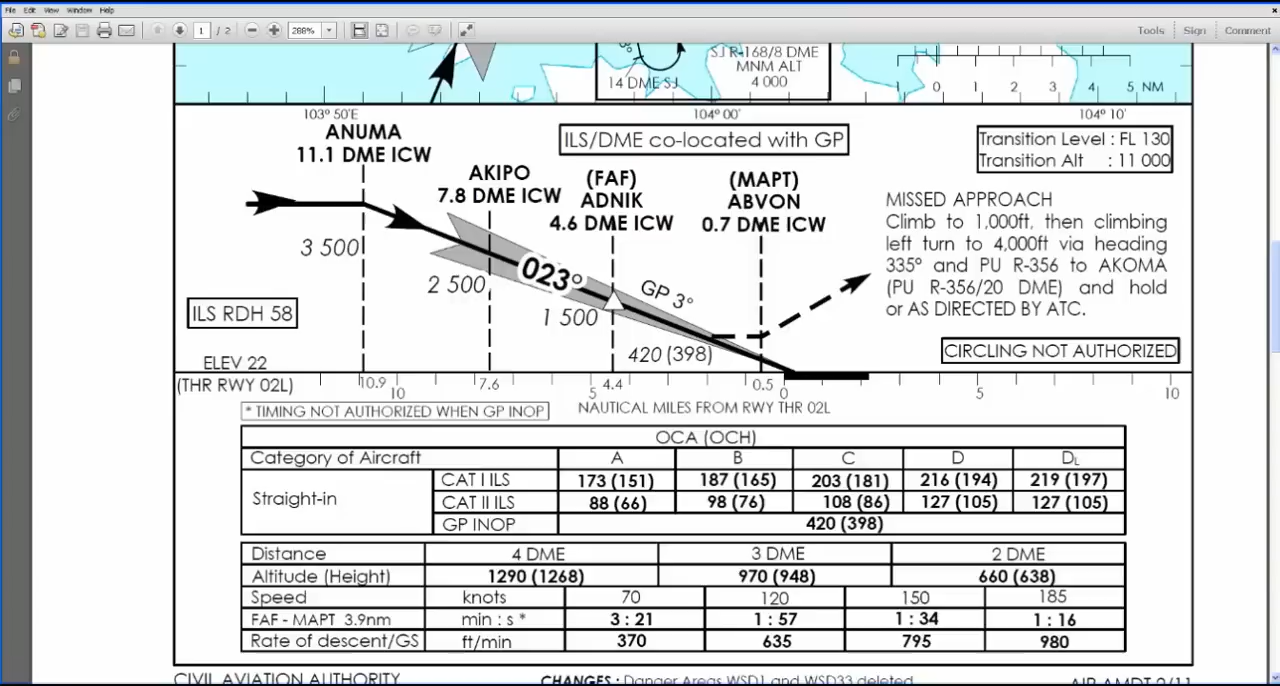 File Edit View Window Help
1 / 2 288%
Tools Sign Comment
SJ R-168/8 DME
MNM ALT
4 000
14 DME SJ
0 1 2 3 4 5 NM
103º 50'E 104º 00' 104º 10'
ANUMA
11.1 DME ICW
AKIPO
7.8 DME ICW
(FAF)
ADNIK
4.6 DME ICW
(MAPT)
ABVON
0.7 DME ICW
ILS/DME co-located with GP
Transition Level : FL 130
Transition Alt : 11 000
MISSED APPROACH
Climb to 1,000ft, then climbing
left turn to 4,000ft via heading
335º and PU R-356 to AKOMA
(PU R-356/20 DME) and hold
or AS DIRECTED BY ATC.
3 500
2 500
023°
1 500
GP 3°
420 (398)
ILS RDH 58
CIRCLING NOT AUTHORIZED
ELEV 22
(THR RWY 02L)
10.9 10 7.6 5 4.4 0.5 0 5 10
* TIMING NOT AUTHORIZED WHEN GP INOP
NAUTICAL MILES FROM RWY THR 02L
OCA (OCH)
Category of Aircraft A B C D DL
Straight-in
CAT I ILS 173 (151) 187 (165) 203 (181) 216 (194) 219 (197)
CAT II ILS 88 (66) 98 (76) 108 (86) 127 (105) 127 (105)
GP INOP 420 (398)
Distance 4 DME 3 DME 2 DME
Altitude (Height) 1290 (1268) 970 (948) 660 (638)
Speed knots 70 120 150 185
FAF - MAPT 3.9nm min : s * 3 : 21 1 : 57 1 : 34 1 : 16
Rate of descent/GS ft/min 370 635 795 980
CIVIL AVIATION AUTHORITY
CHANGES : Danger Areas WSD1 and WSD33 deleted
AIP AMDT 2/11